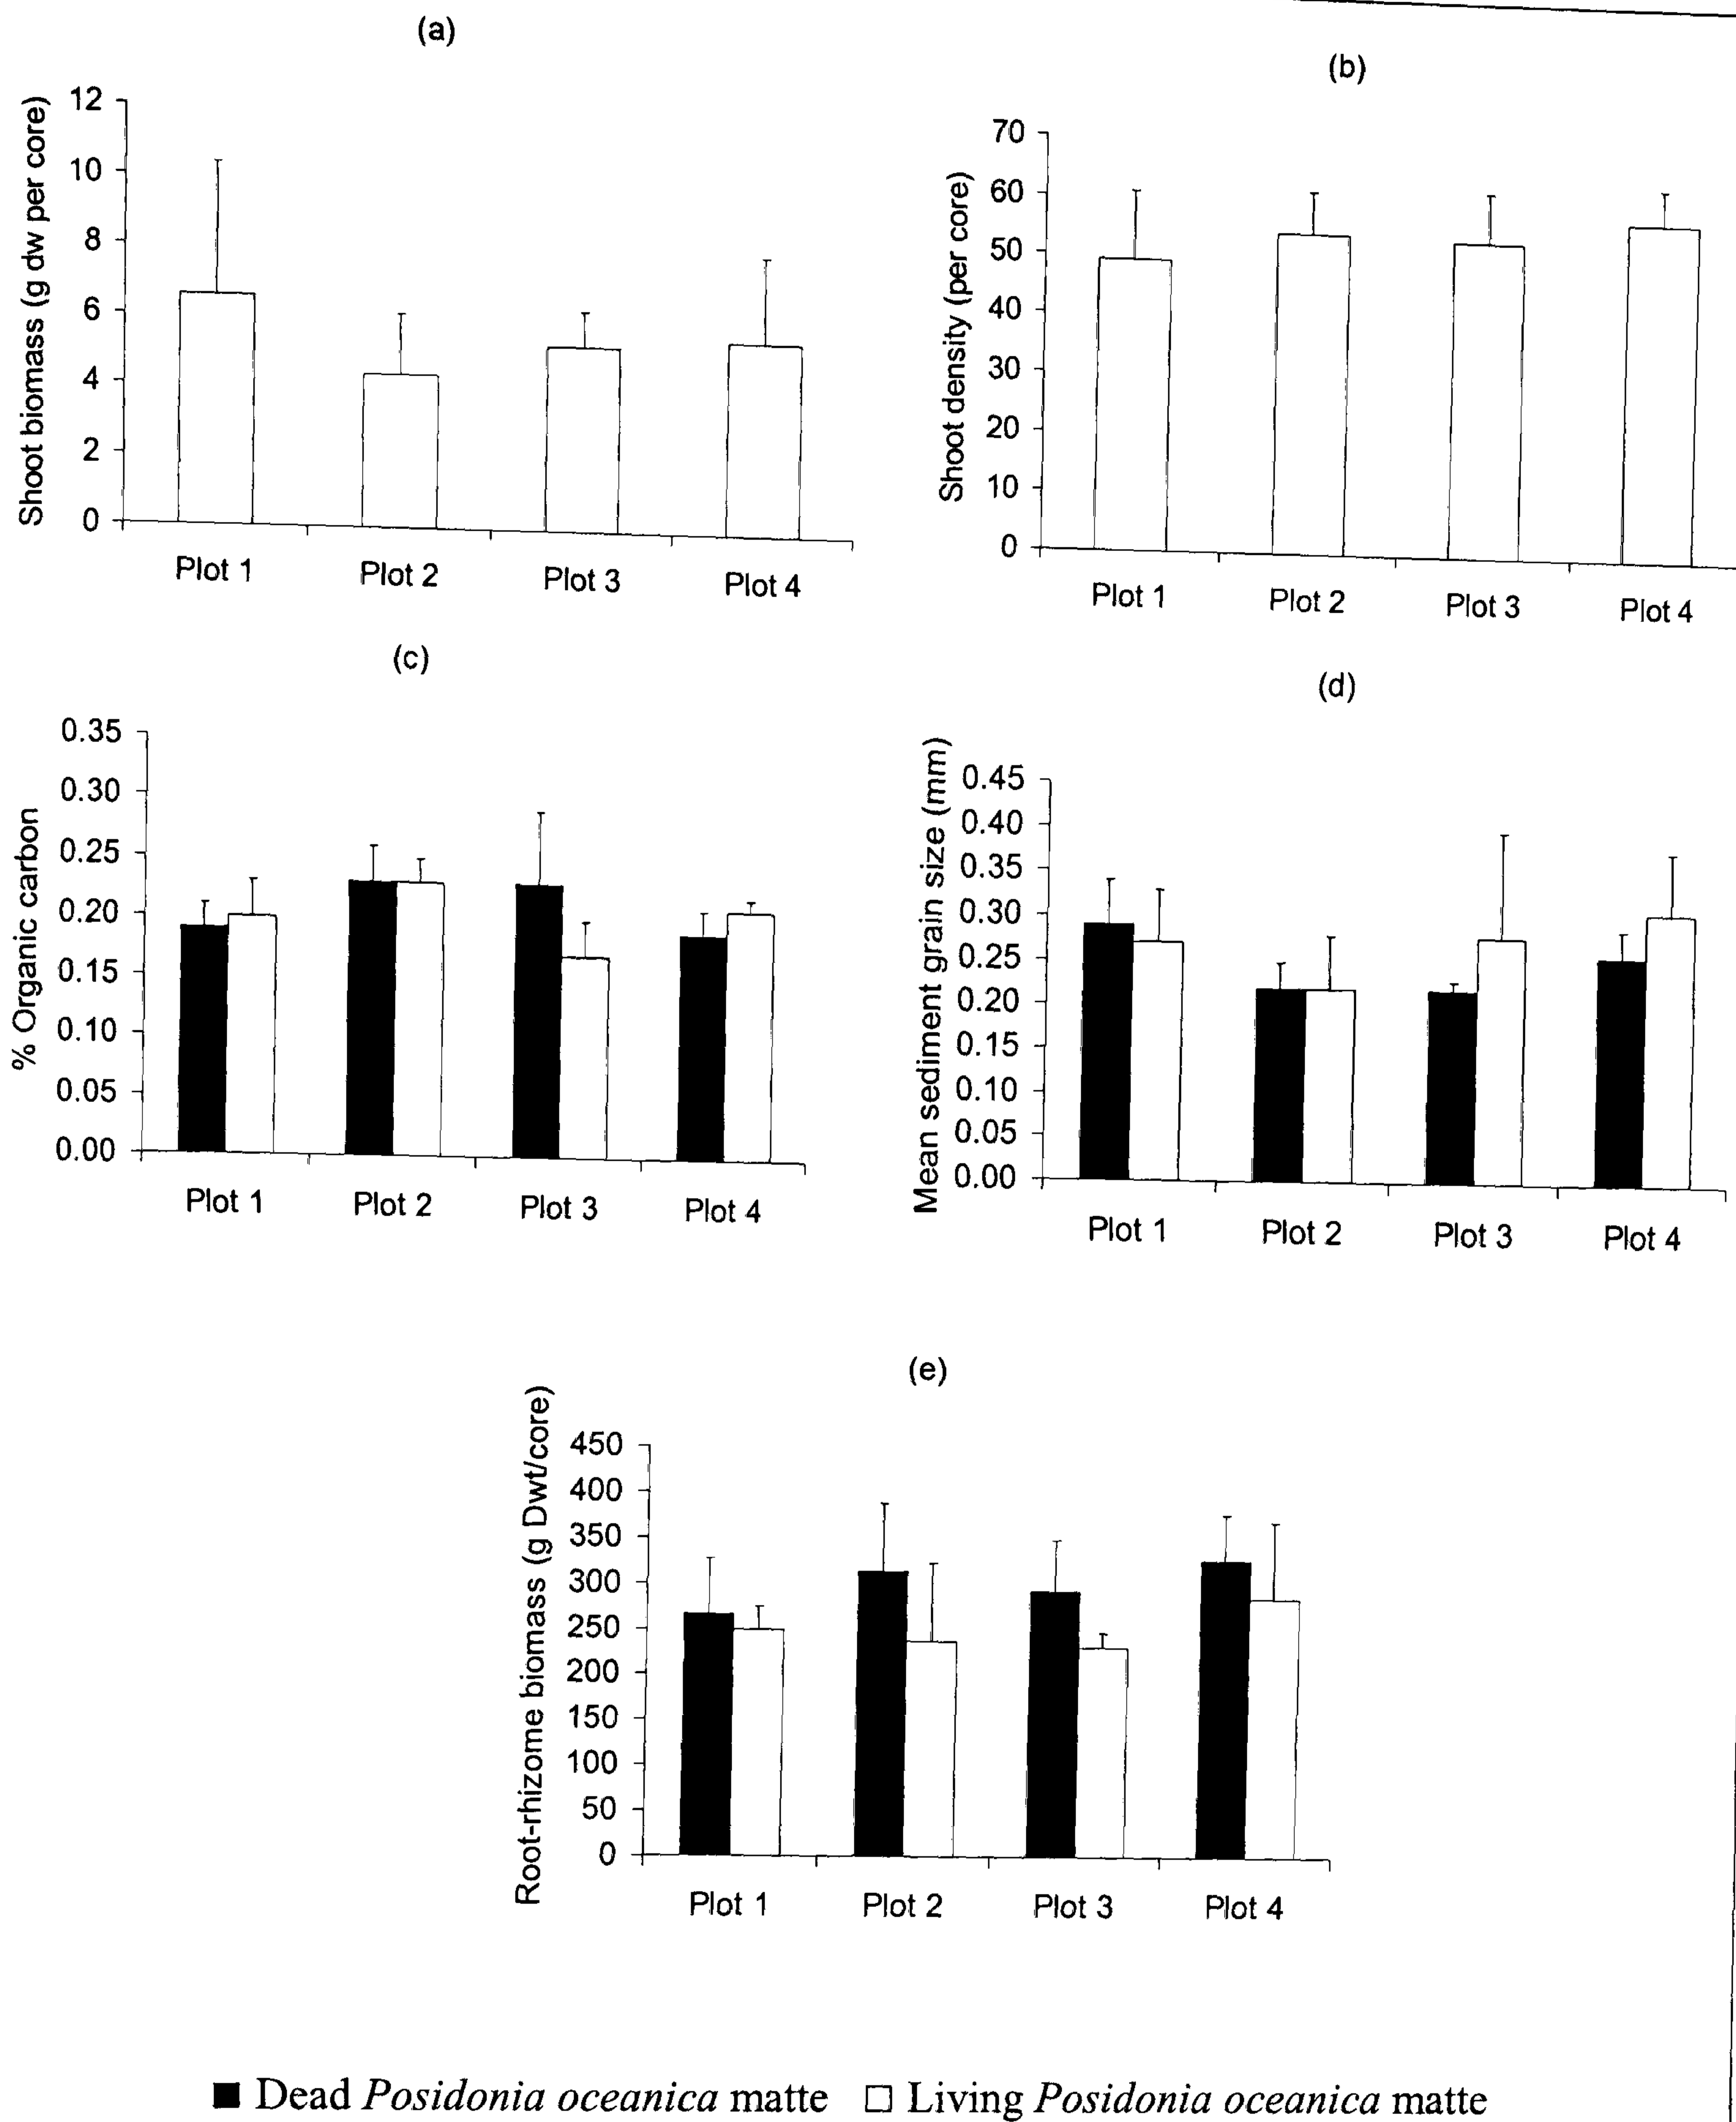 (a)
Shoot biomass (g dw per core)
12
10
8
6
4
2
0
Plot 1 Plot 2 Plot 3 Plot 4
(b)
Shoot density (per core)
70
60
50
40
30
20
10
0
Plot 1 Plot 2 Plot 3 Plot 4
(c)
% Organic carbon
0.35
0.30
0.25
0.20
0.15
0.10
0.05
0.00
Plot 1 Plot 2 Plot 3 Plot 4
(d)
Mean sediment grain size (mm)
0.45
0.40
0.35
0.30
0.25
0.20
0.15
0.10
0.05
0.00
Plot 1 Plot 2 Plot 3 Plot 4
(e)
Root-rhizome biomass (g Dwt/core)
450
400
350
300
250
200
150
100
50
0
Plot 1 Plot 2 Plot 3 Plot 4
Dead Posidonia oceanica matte Living Posidonia oceanica matte